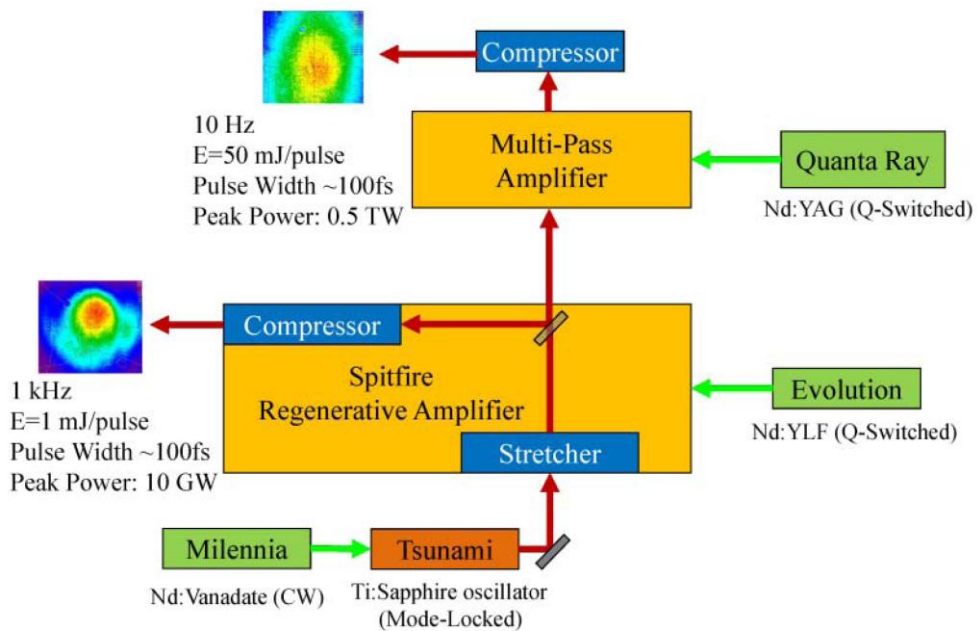 Compressor
10 Hz
E=50 mJ/pulse
Pulse Width ~100fs
Peak Power: 0.5 TW
Multi-Pass
Amplifier
Quanta Ray
Nd:YAG (Q-Switched)
Compressor
1 kHz
E=1 mJ/pulse
Pulse Width ~100fs
Peak Power: 10 GW
Spitfire
Regenerative Amplifier
Stretcher
Evolution
Nd:YLF (Q-Switched)
Milennia
Nd:Vanadate (CW)
Tsunami
Ti:Sapphire oscillator
(Mode-Locked)